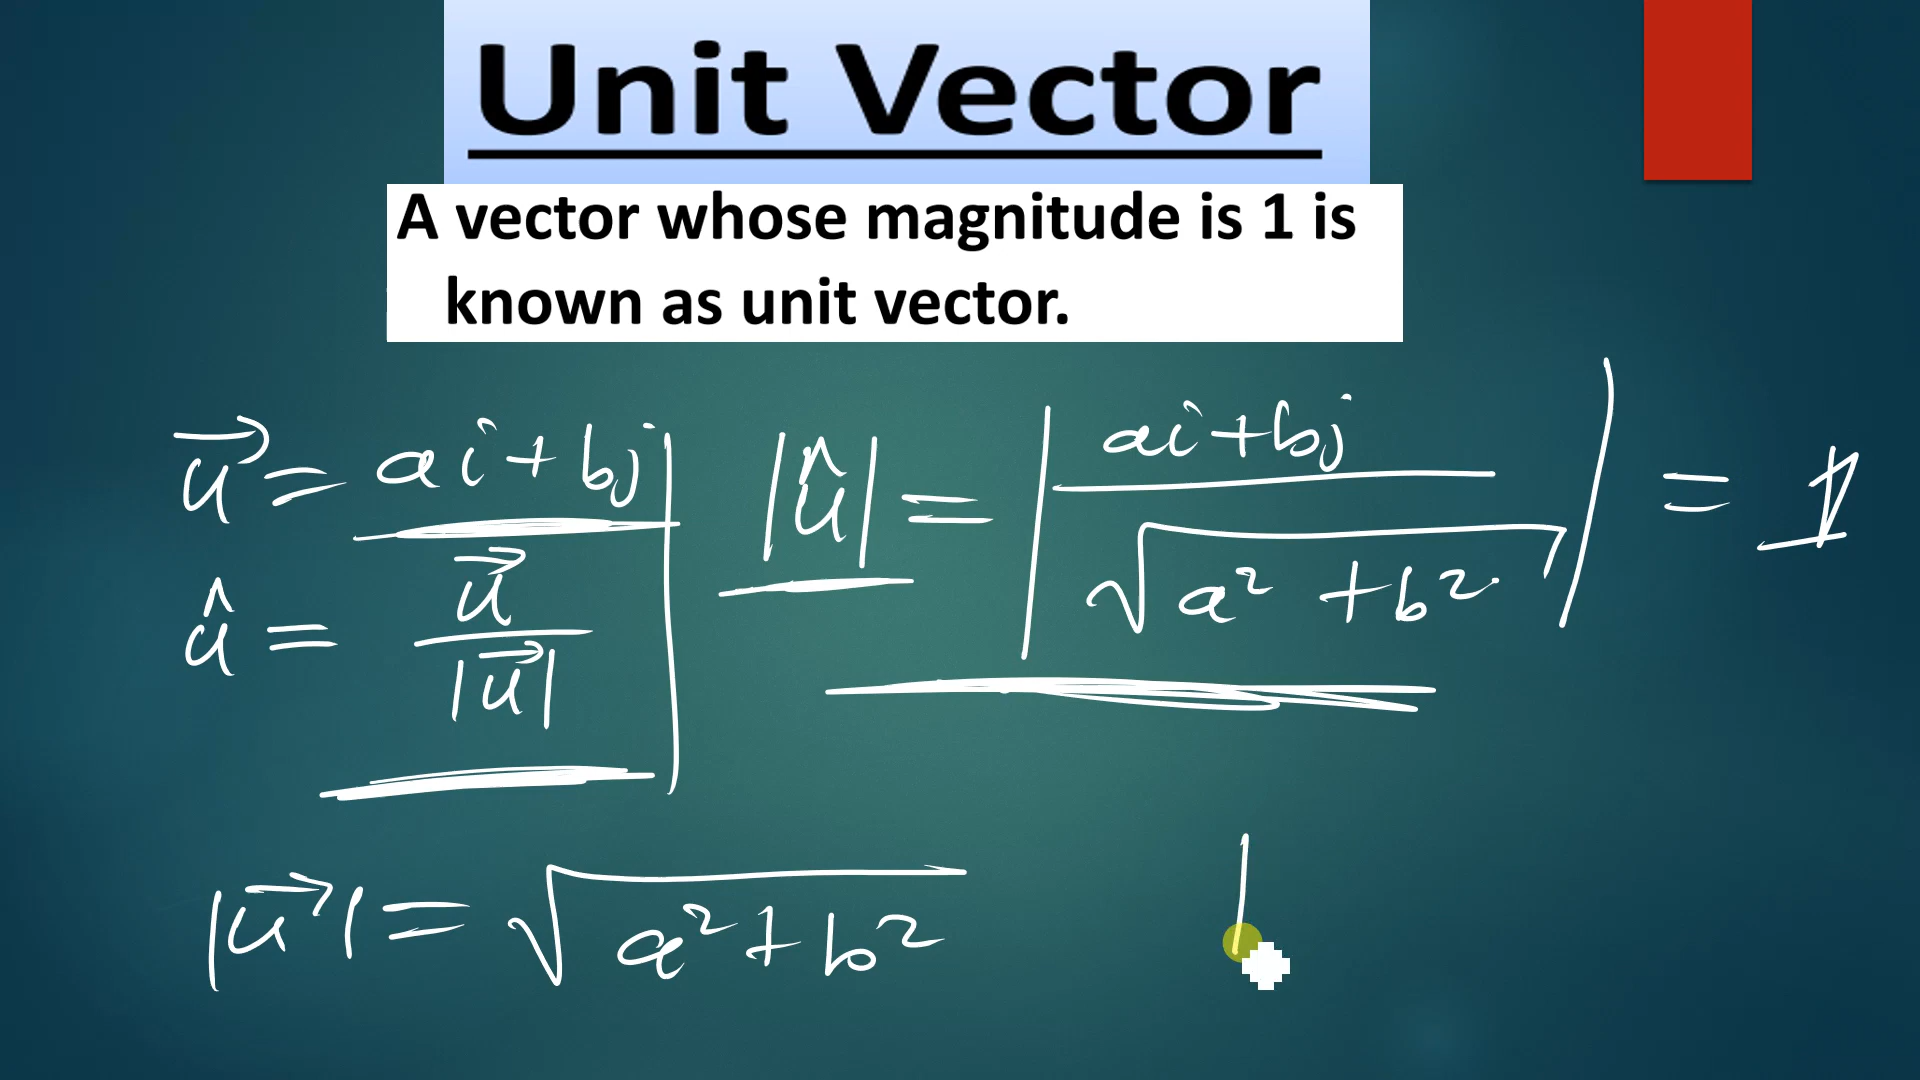 Unit Vector
A vector whose magnitude is 1 is
known as unit vector.
u⃗ = ai + bj
|û| = | (ai + bj) / √(a² + b²) | = 1
û = u⃗ / |u⃗|
|u⃗| = √(a² + b²)